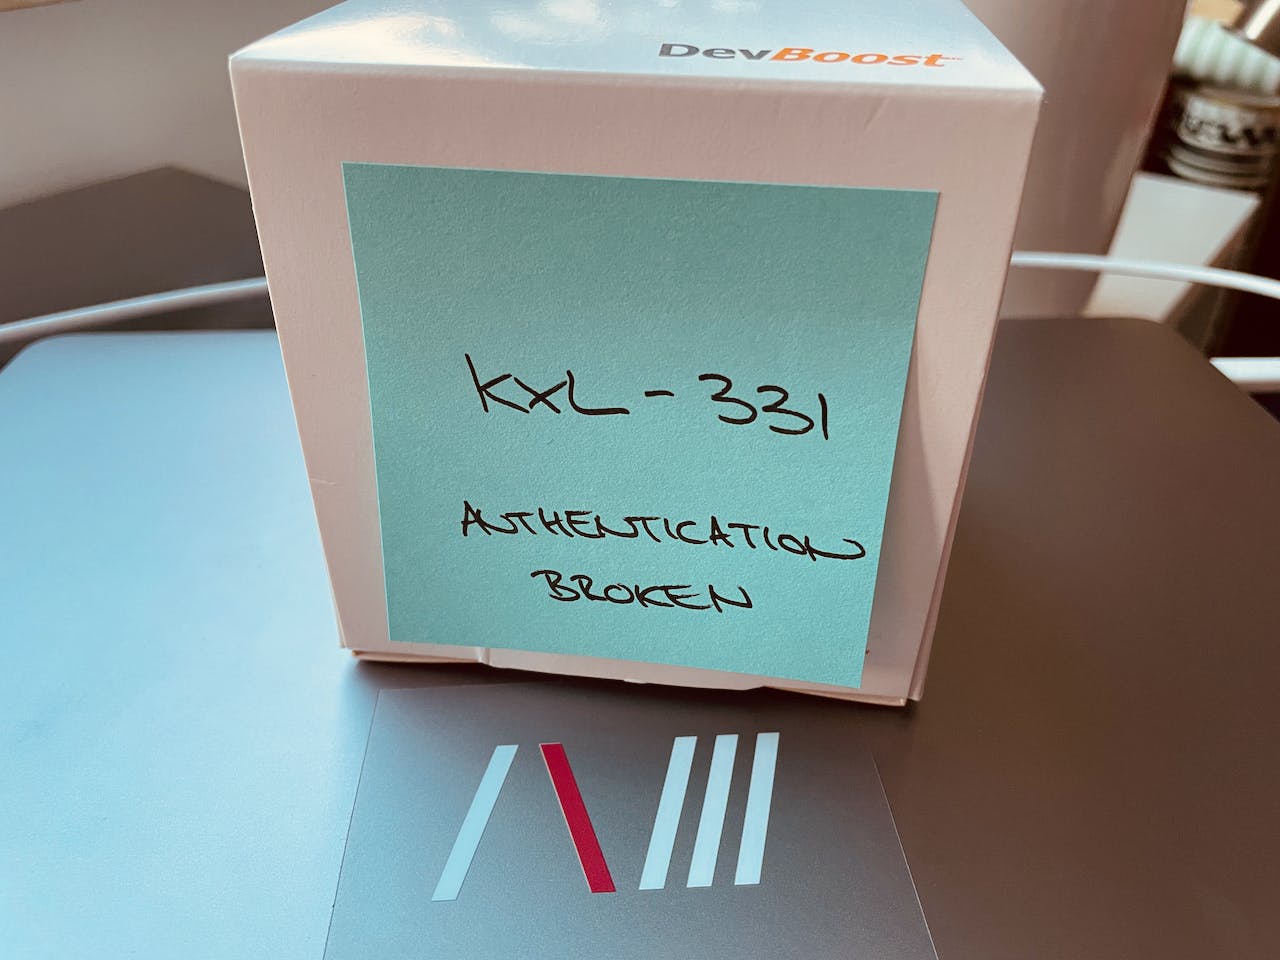 DevBoost
KXL - 331
AUTHENTICATION
BROKEN